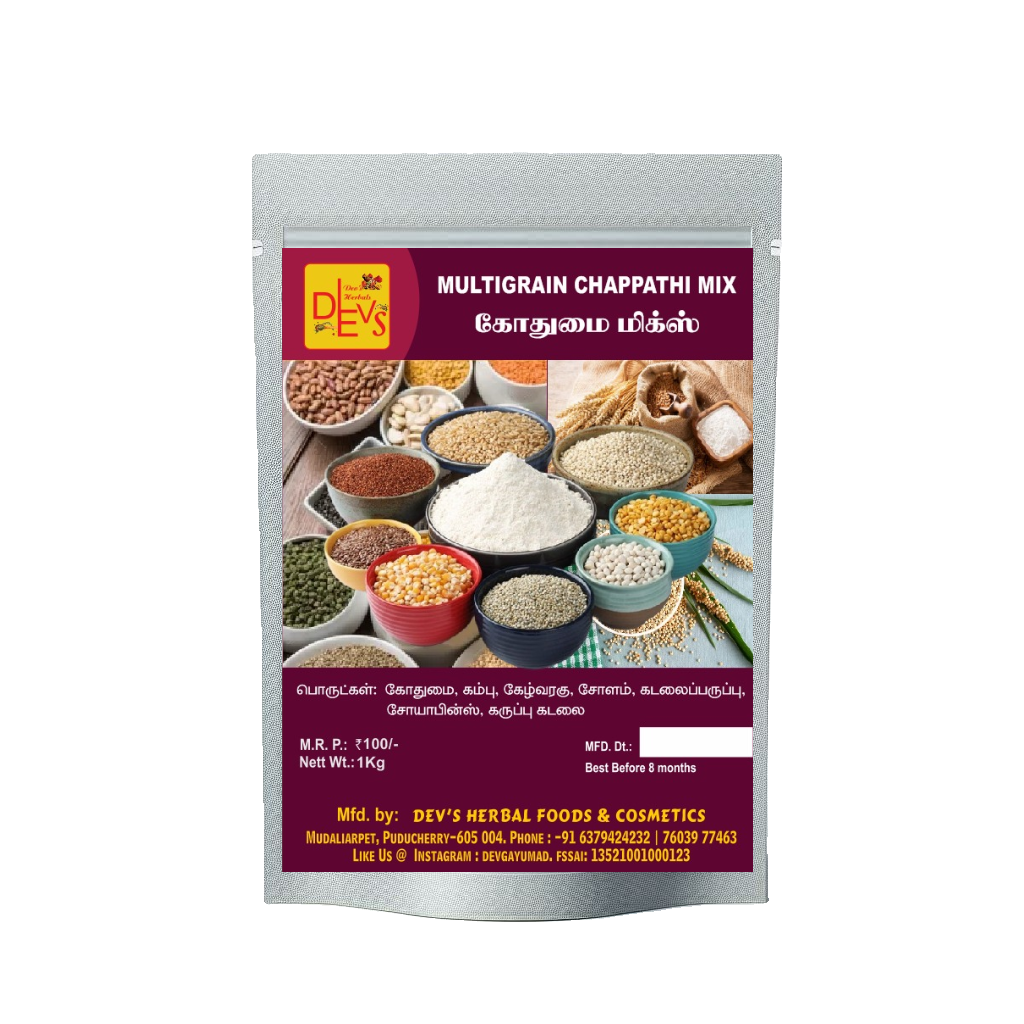 Dev's
Herbals
DEV'S
MULTIGRAIN CHAPPATHI MIX
கோதுமை மிக்ஸ்
பொருட்கள்: கோதுமை, கம்பு, கேழ்வரகு, சோளம், கடலைப்பருப்பு,
சோயாபின்ஸ், கருப்பு கடலை
M.R. P.: ₹100/-
Nett Wt.:1Kg
MFD. Dt.:
Best Before 8 months
Mfd. by: DEV'S HERBAL FOODS & COSMETICS
MUDALIARPET, PUDUCHERRY-605 004. PHONE : -91 6379424232 | 76039 77463
LIKE US @ INSTAGRAM : DEVGAYUMAD. FSSAI: 13521001000123